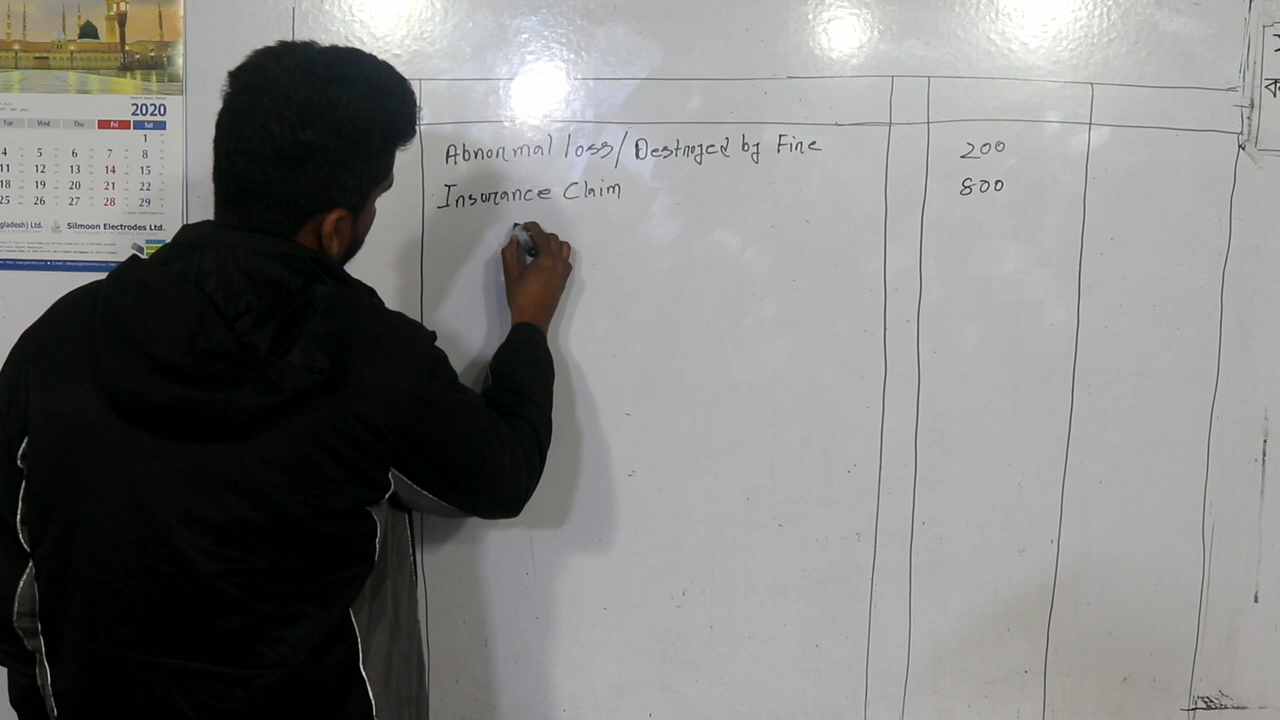 2020
Tue Wed Thu Fri Sat
1
4 5 6 7 8
11 12 13 14 15
18 19 20 21 22
25 26 27 28 29
gladesh) Ltd. Silmoon Electrodes Ltd.
Abnormal loss/Destroyed by Fire 200
Insurance Claim 800